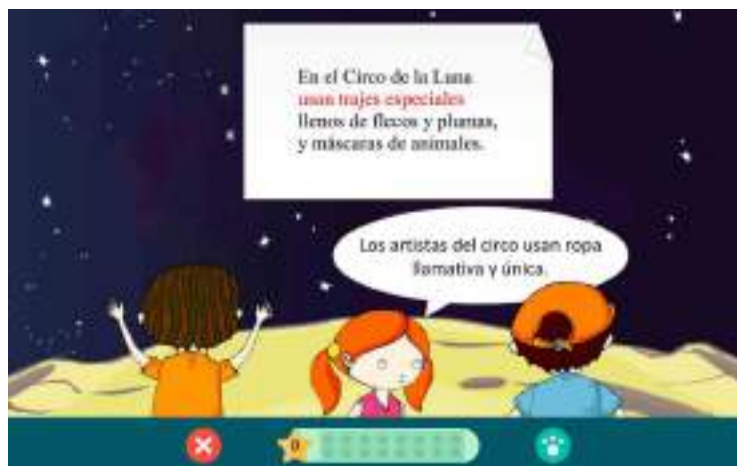 En el Circo de la Luna
usan trajes especiales
llenos de flecos y plumas,
y máscaras de animales.
Los artistas del circo usan ropa
llamativa y única.
0